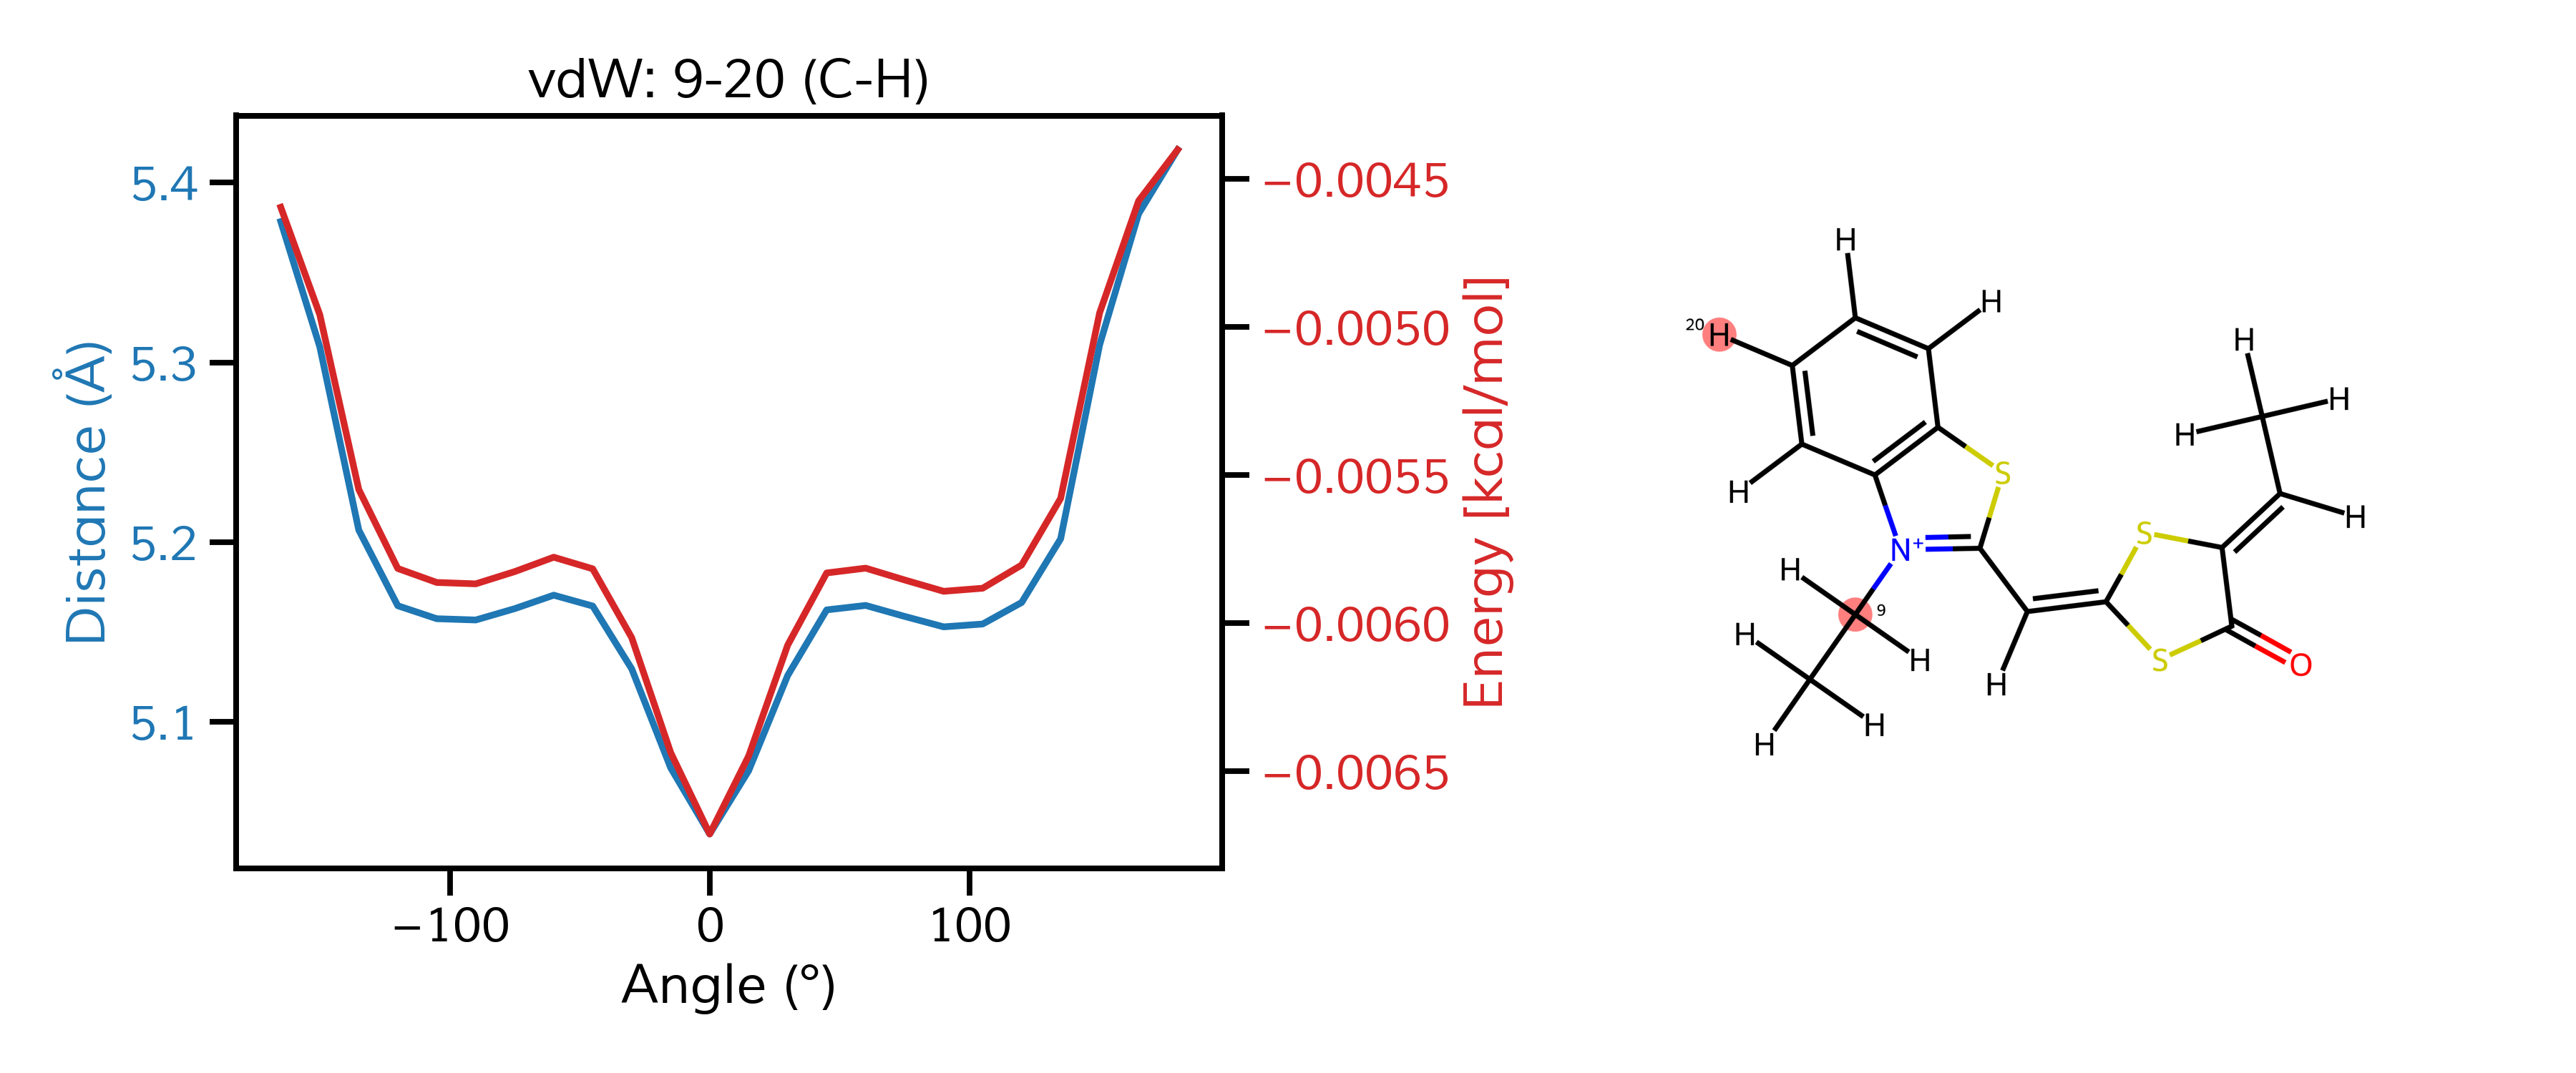 vdW: 9-20 (C-H)
Distance (Å)
5.4
5.3
5.2
5.1
−100
0
100
Angle (°)
−0.0045
−0.0050
−0.0055
−0.0060
−0.0065
Energy [kcal/mol]
H
H
20 H
H
H
H
H
S
H
S
H
N⁺
H
9
H
H
S
O
H
H
H